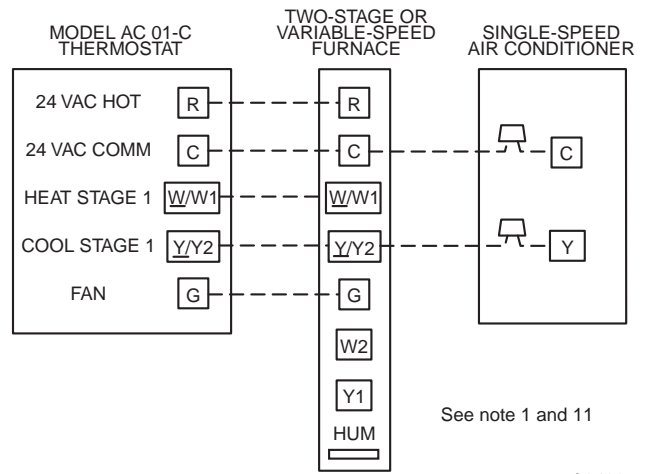 MODEL AC 01-C
THERMOSTAT
TWO-STAGE OR
VARIABLE-SPEED
FURNACE
SINGLE-SPEED
AIR CONDITIONER
24 VAC HOT R R
24 VAC COMM C C C
HEAT STAGE 1 W/W1 W/W1
COOL STAGE 1 Y/Y2 Y/Y2 Y
FAN G G
W2
Y1
HUM
See note 1 and 11